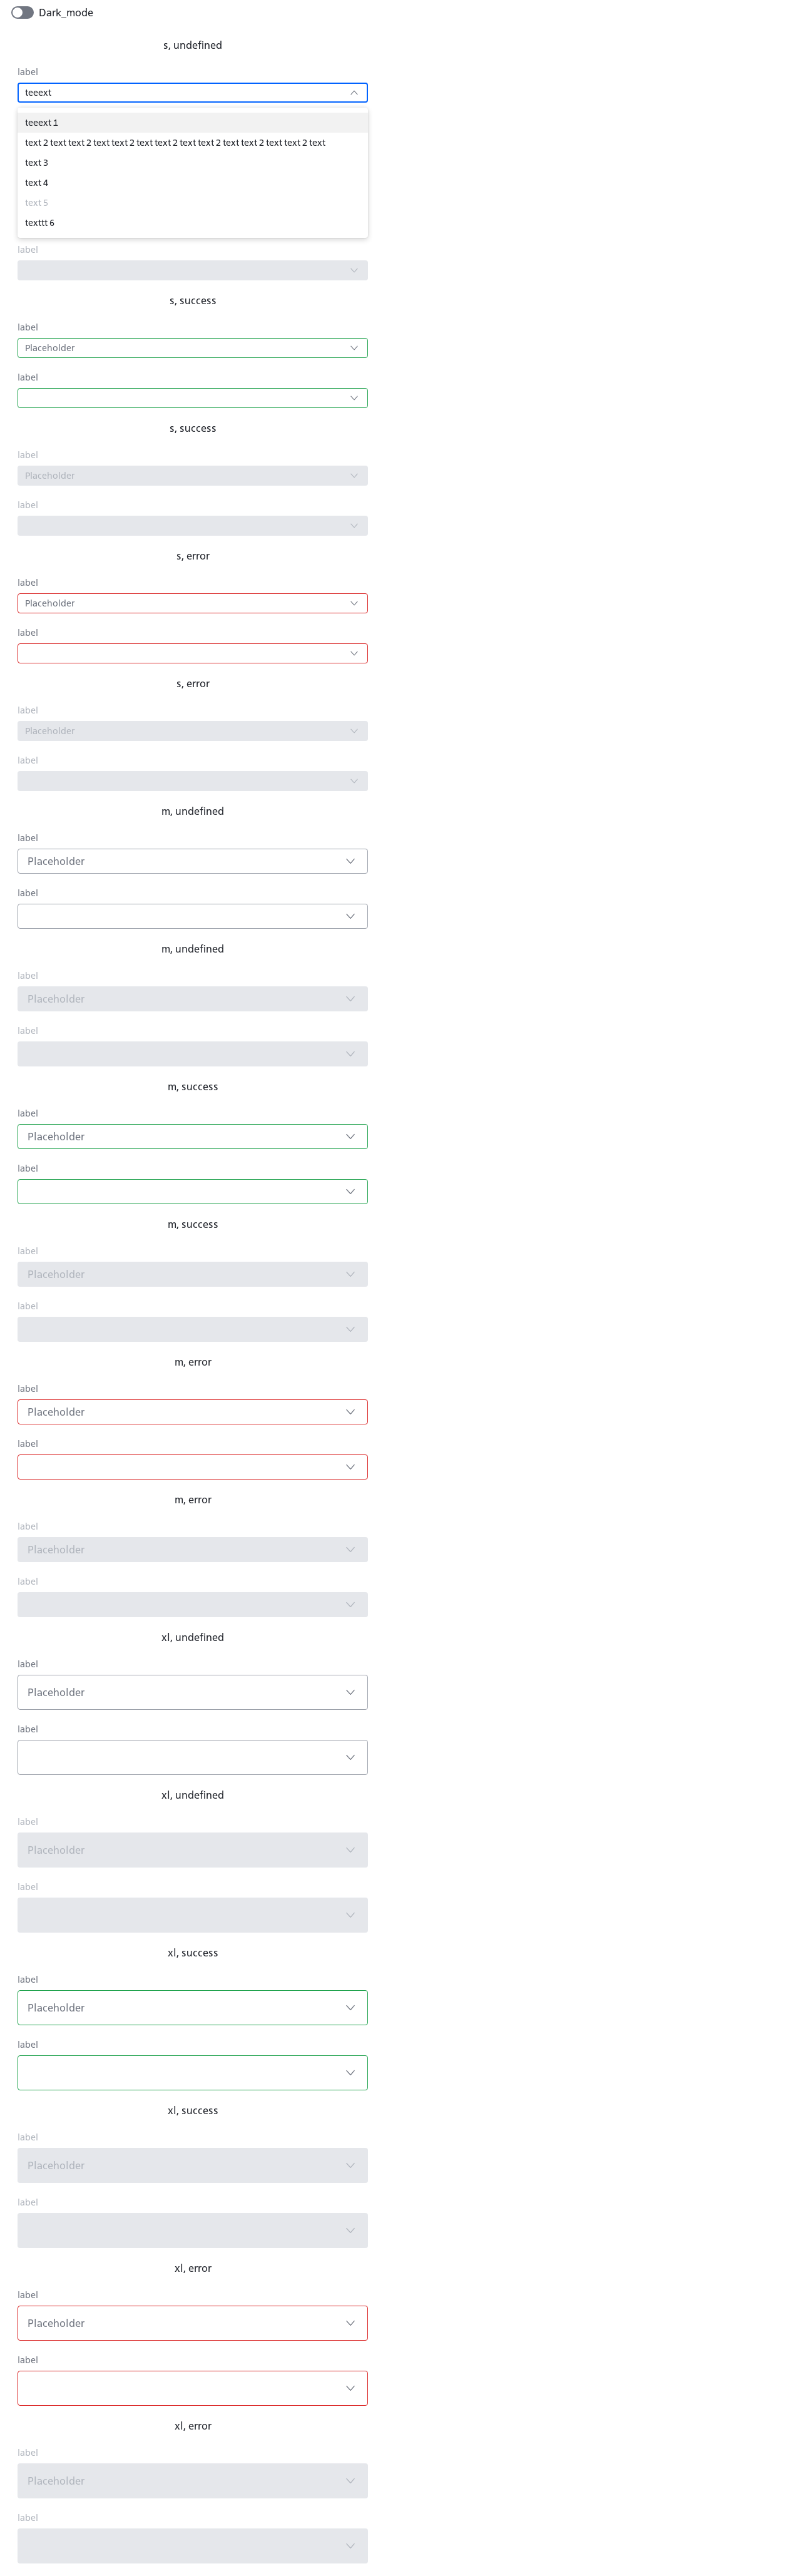 Dark_mode
s, undefined
label
teeext
teeext 1
text 2 text text 2 text text 2 text text 2 text text 2 text text 2 text text 2 text
text 3
text 4
text 5
texttt 6
label
s, success
label
Placeholder
label
s, success
label
Placeholder
label
s, error
label
Placeholder
label
s, error
label
Placeholder
label
m, undefined
label
Placeholder
label
m, undefined
label
Placeholder
label
m, success
label
Placeholder
label
m, success
label
Placeholder
label
m, error
label
Placeholder
label
m, error
label
Placeholder
label
xl, undefined
label
Placeholder
label
xl, undefined
label
Placeholder
label
xl, success
label
Placeholder
label
xl, success
label
Placeholder
label
xl, error
label
Placeholder
label
xl, error
label
Placeholder
label